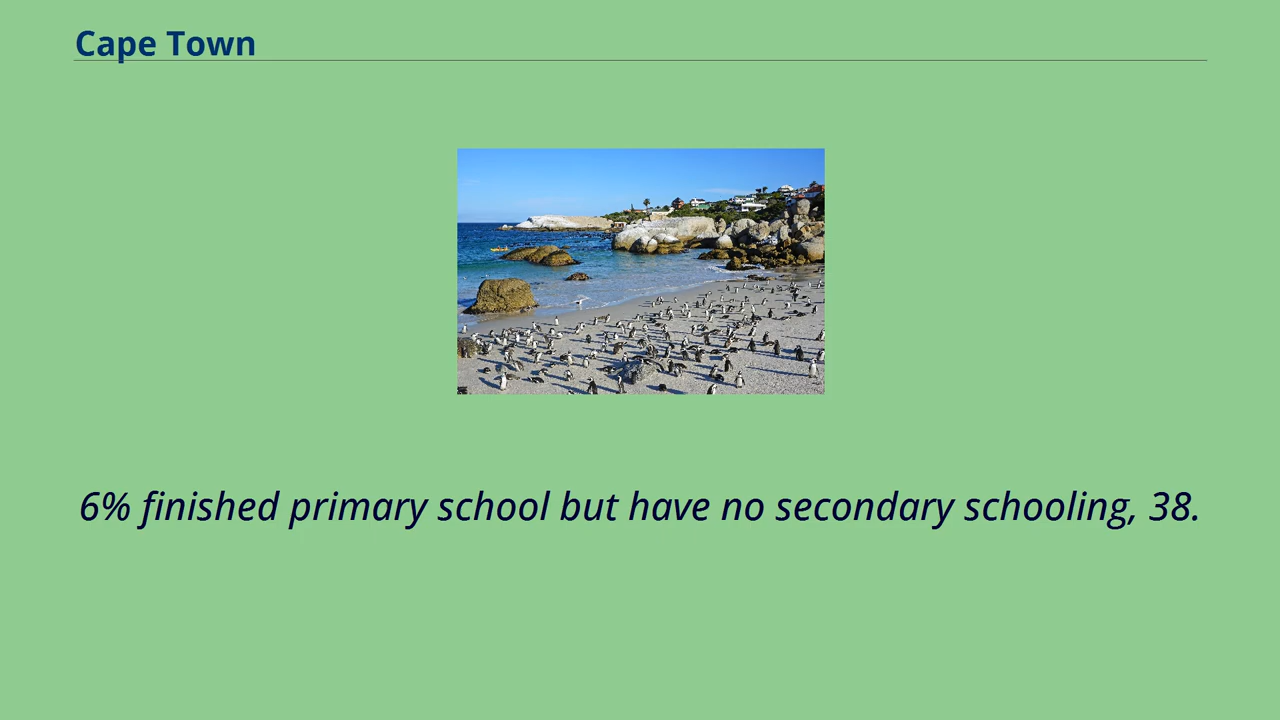 Cape Town
6% finished primary school but have no secondary schooling, 38.